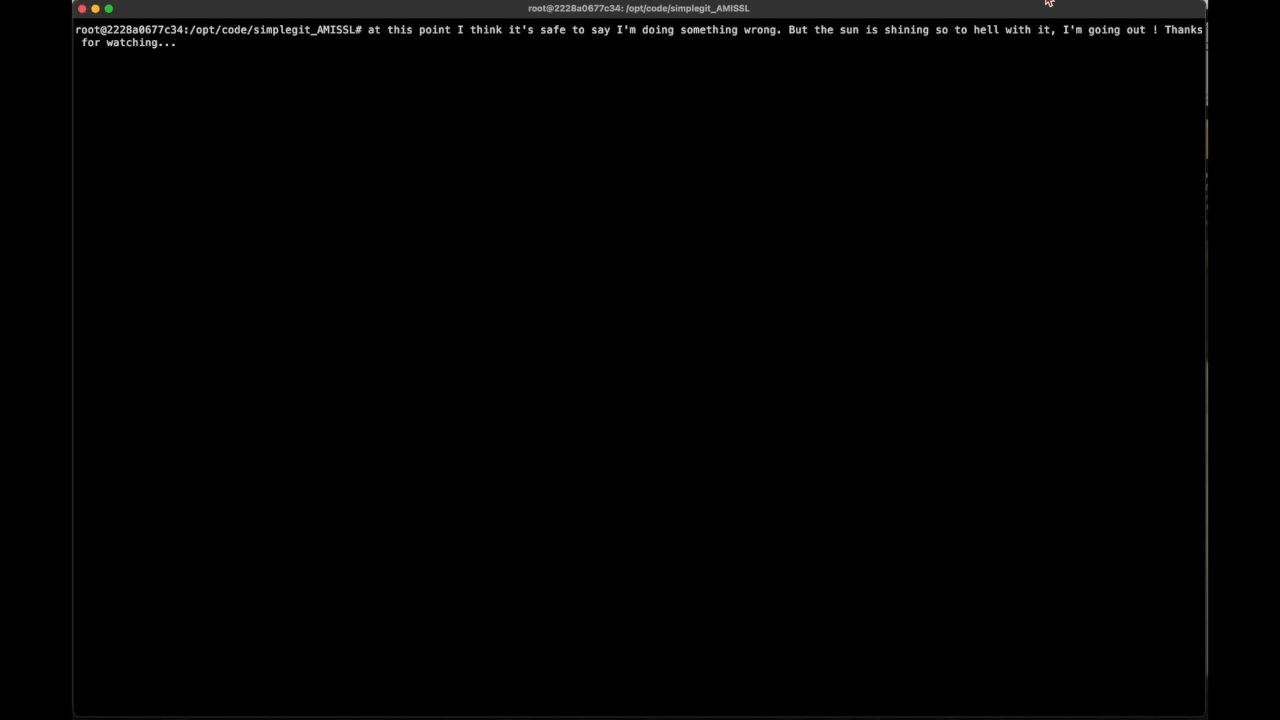 root@2228a0677c34: /opt/code/simplegit_AMISSL
root@2228a0677c34:/opt/code/simplegit_AMISSL# at this point I think it's safe to say I'm doing something wrong. But the sun is shining so to hell with it, I'm going out ! Thanks
for watching...